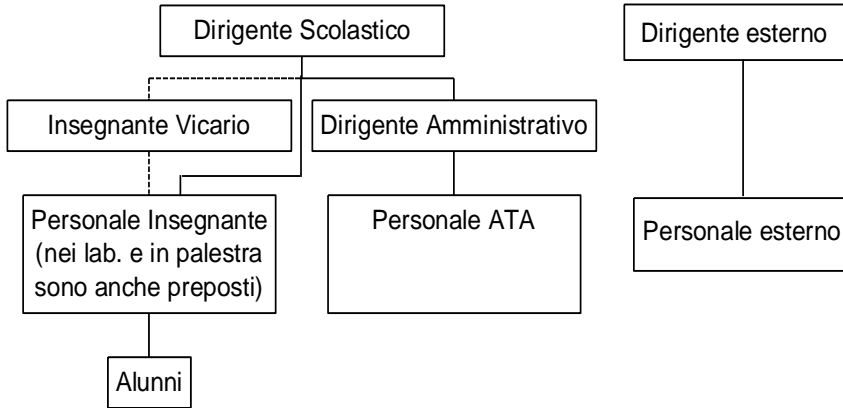 Dirigente Scolastico
Dirigente esterno
Insegnante Vicario
Dirigente Amministrativo
Personale Insegnante
(nei lab. e in palestra
sono anche preposti)
Personale ATA
Personale esterno
Alunni